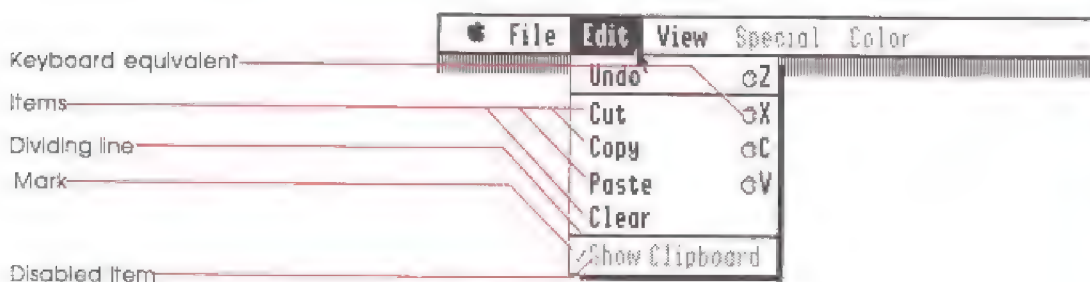 File Edit View Special Color
Keyboard equivalent
Undo Z
Items
Cut X
Dividing line
Copy C
Mark
Paste V
Clear
✓Show Clipboard
Disabled item